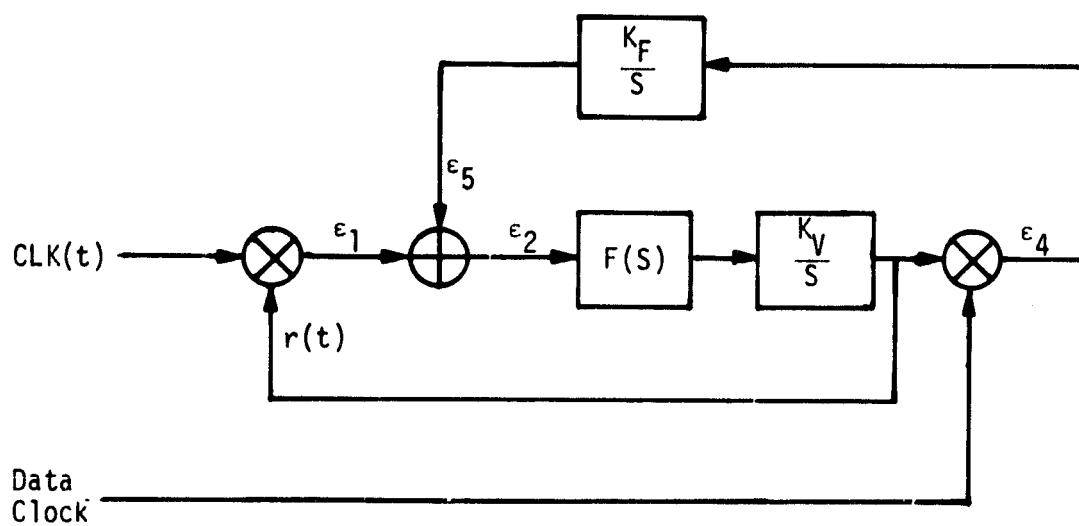 K_F
S
ε5
CLK(t)
ε1
ε2
F(S)
K_V
S
ε4
r(t)
Data
Clock